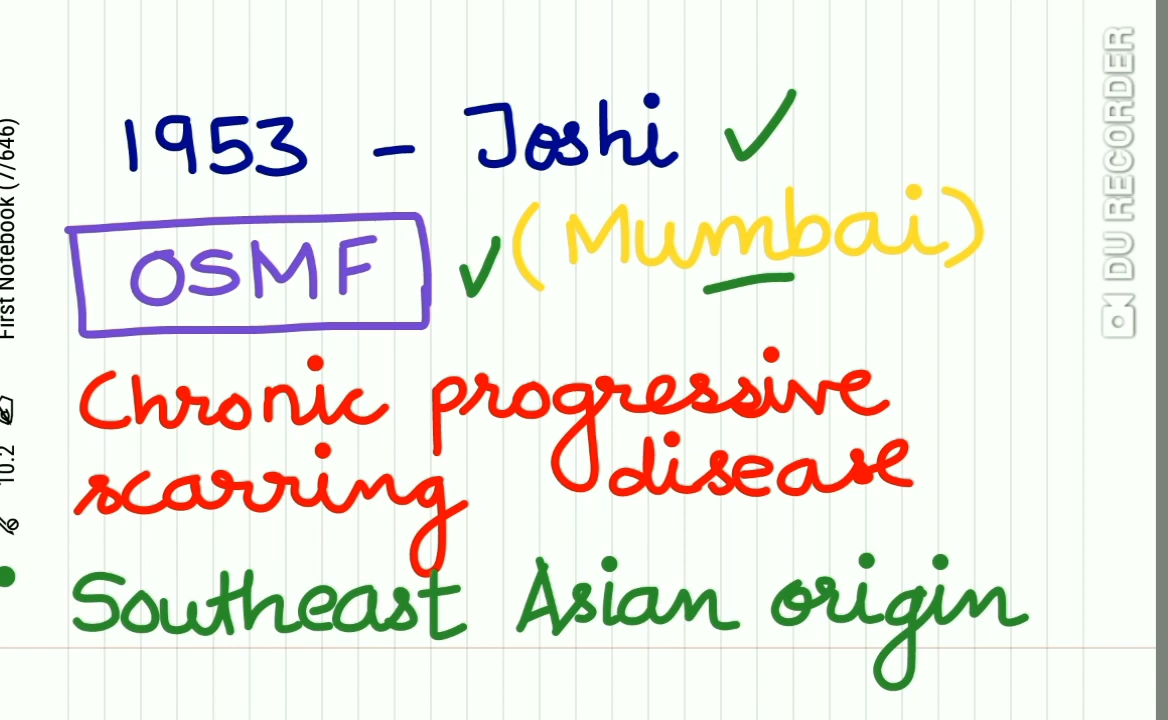 1953 - Joshi ✓
(Mumbai)
OSMF ✓
Chronic progressive
scarring disease
• Southeast Asian origin
First Notebook (7/646)
10.2
DU RECORDER